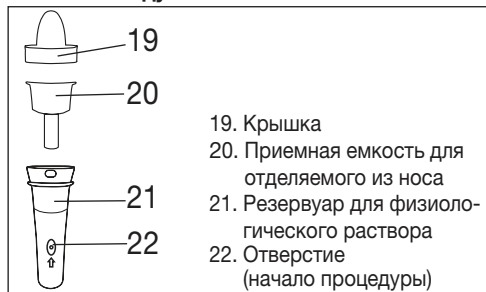 19
20
21
22
19. Крышка
20. Приемная емкость для
отделяемого из носа
21. Резервуар для физиоло-
гического раствора
22. Отверстие
(начало процедуры)